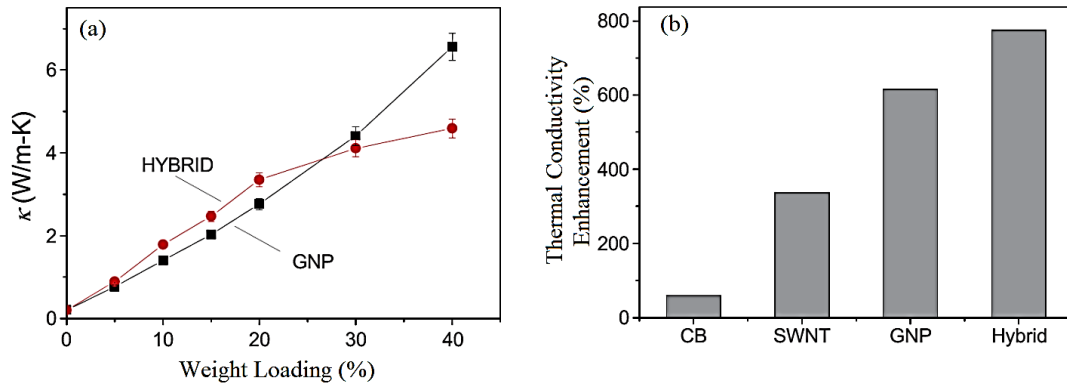 (a)
κ (W/m-K)
6
4
2
0
HYBRID
GNP
0 10 20 30 40
Weight Loading (%)
(b)
Thermal Conductivity
Enhancement (%)
800
600
400
200
0
CB SWNT GNP Hybrid